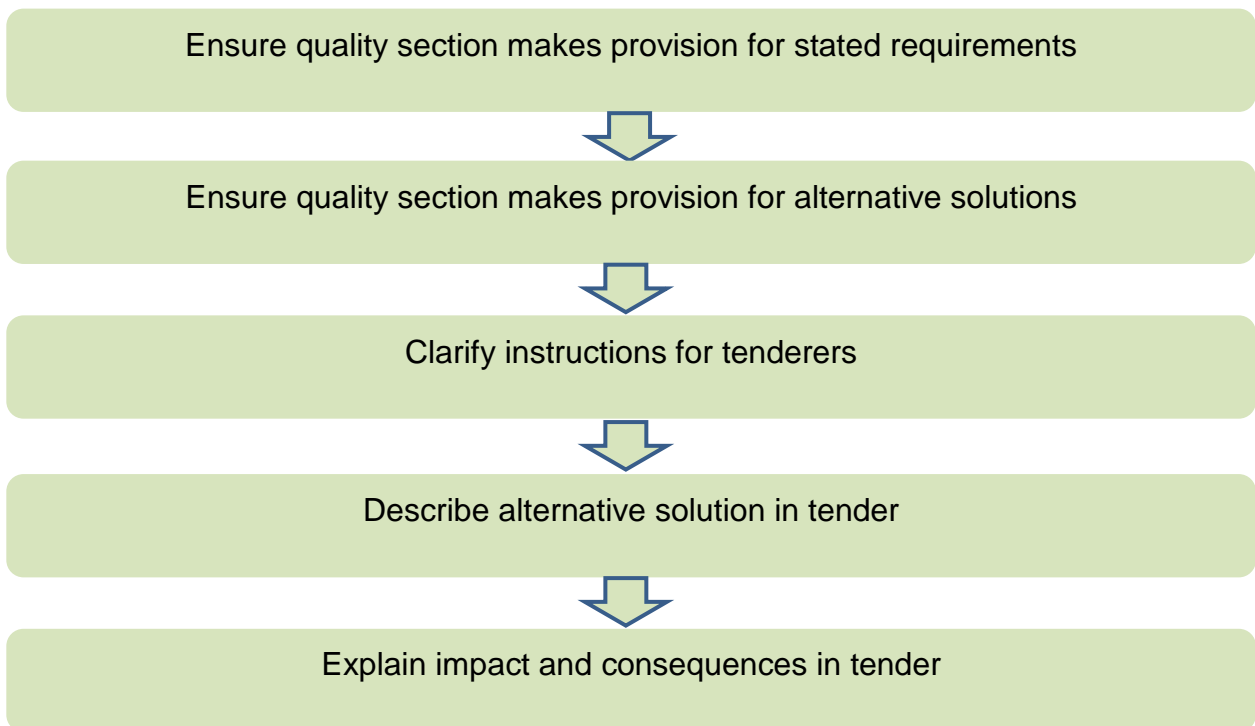 Ensure quality section makes provision for stated requirements
Ensure quality section makes provision for alternative solutions
Clarify instructions for tenderers
Describe alternative solution in tender
Explain impact and consequences in tender